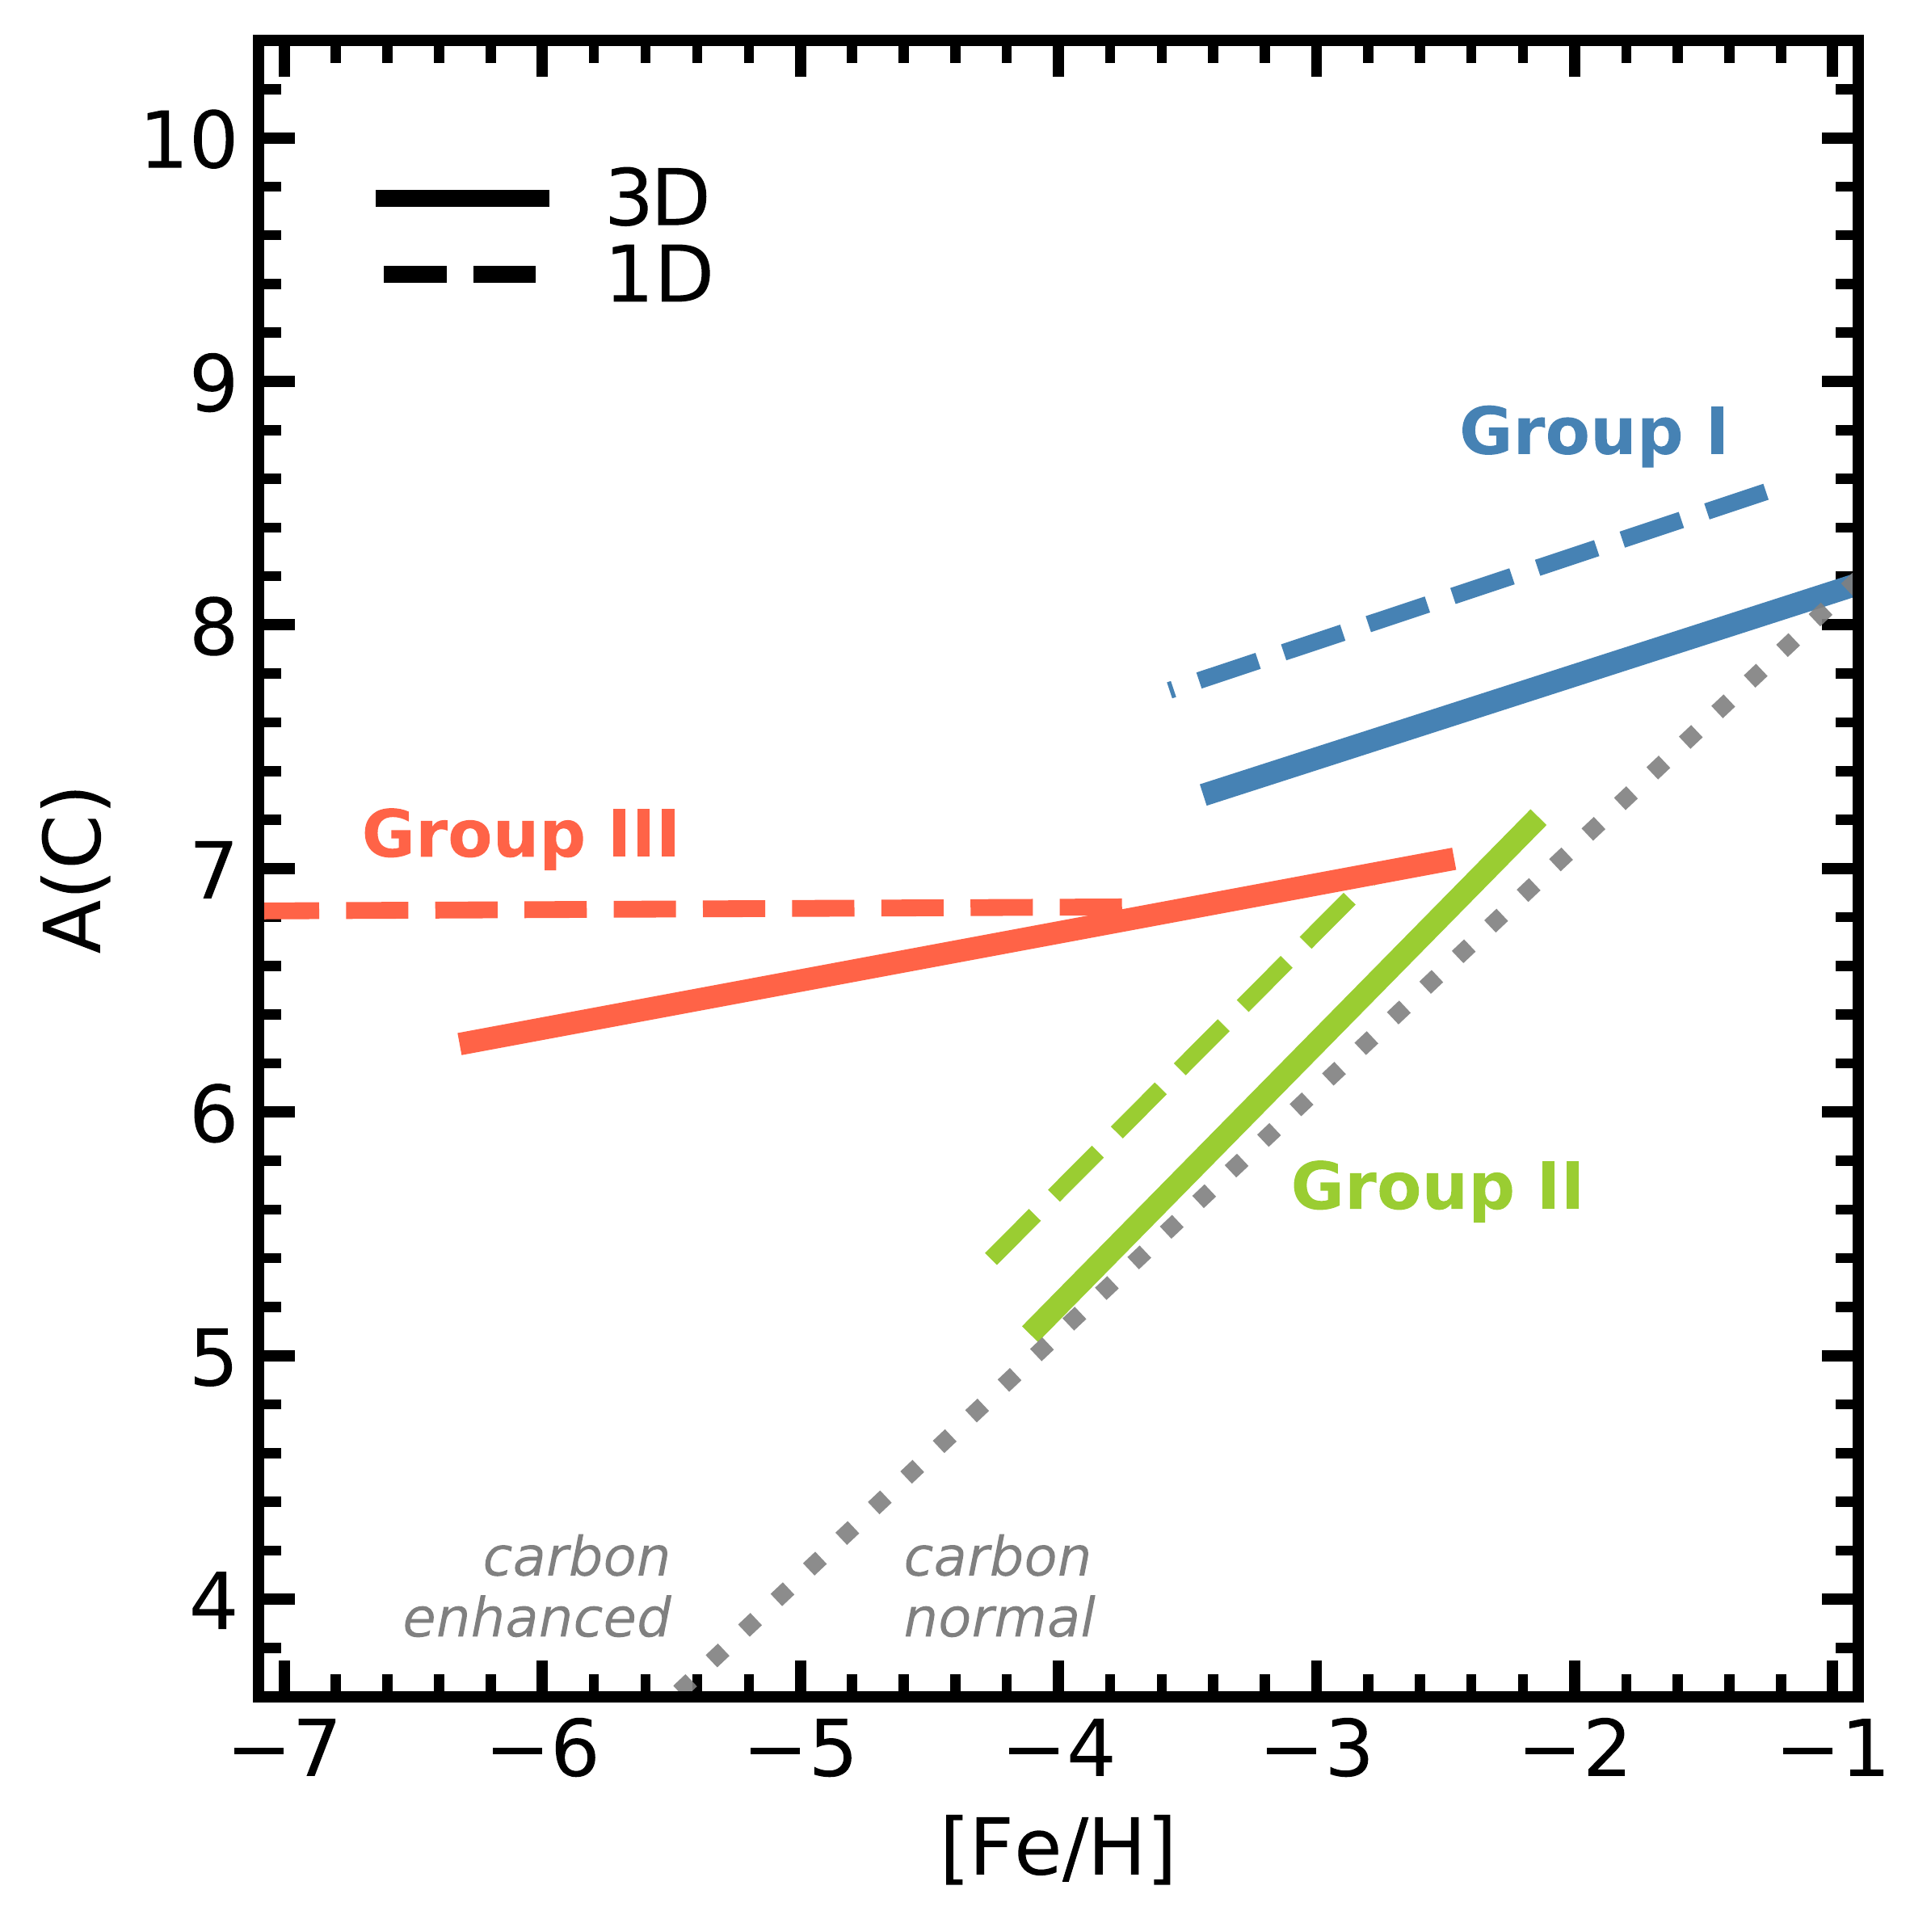 10
9
8
7
6
5
4
A(C)
3D
1D
Group I
Group III
Group II
carbon
enhanced
carbon
normal
−7 −6 −5 −4 −3 −2 −1
[Fe/H]